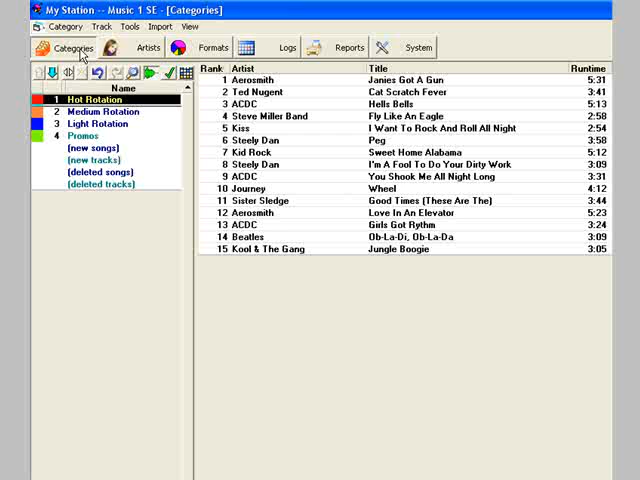 My Station -- Music 1 SE - [Categories]
Category Track Tools Import View
Categories Artists Formats Logs Reports System
Name
1 Hot Rotation
2 Medium Rotation
3 Light Rotation
4 Promos
(new songs)
(new tracks)
(deleted songs)
(deleted tracks)
Rank Artist Title Runtime
1 Aerosmith Janies Got A Gun 5:31
2 Ted Nugent Cat Scratch Fever 3:41
3 ACDC Hells Bells 5:13
4 Steve Miller Band Fly Like An Eagle 2:58
5 Kiss I Want To Rock And Roll All Night 2:54
6 Steely Dan Peg 3:58
7 Kid Rock Sweet Home Alabama 5:12
8 Steely Dan I'm A Fool To Do Your Dirty Work 3:09
9 ACDC You Shook Me All Night Long 3:31
10 Journey Wheel 4:12
11 Sister Sledge Good Times (These Are The) 3:44
12 Aerosmith Love In An Elevator 5:23
13 ACDC Girls Got Rythm 3:24
14 Beatles Ob-La-Di, Ob-La-Da 3:09
15 Kool & The Gang Jungle Boogie 3:05